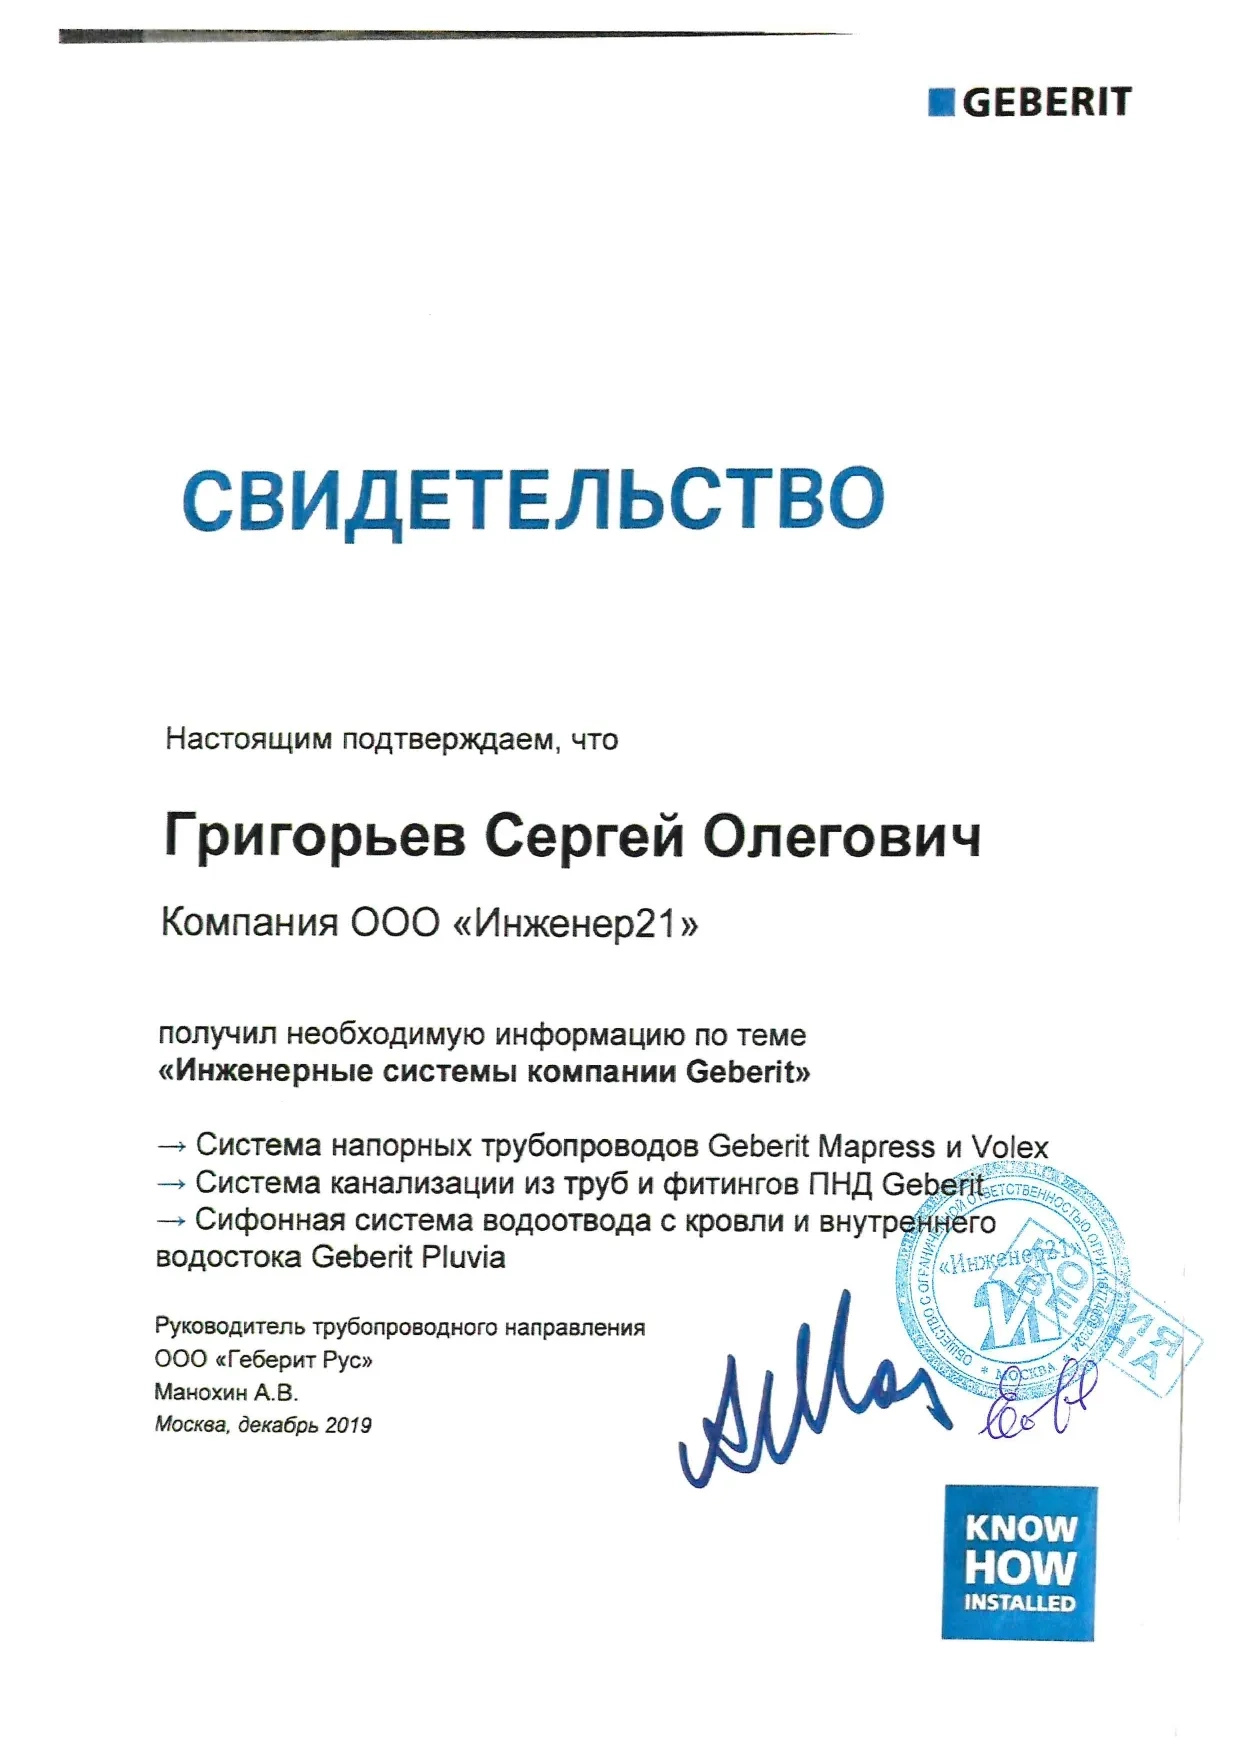 GEBERIT
СВИДЕТЕЛЬСТВО
Настоящим подтверждаем, что
Григорьев Сергей Олегович
Компания ООО «Инженер21»
получил необходимую информацию по теме
«Инженерные системы компании Geberit»
→ Система напорных трубопроводов Geberit Mapress и Volex
→ Система канализации из труб и фитингов ПНД Geberit
→ Сифонная система водоотвода с кровли и внутреннего
водостока Geberit Pluvia
Руководитель трубопроводного направления
ООО «Геберит Рус»
Манохин А.В.
Москва, декабрь 2019
ОБЩЕСТВО С ОГРАНИЧЕННОЙ ОТВЕТСТВЕННОСТЬЮ
«Инженер21»
* МОСКВА *
КОПИЯ
ВЕРНА
KNOW
HOW
INSTALLED